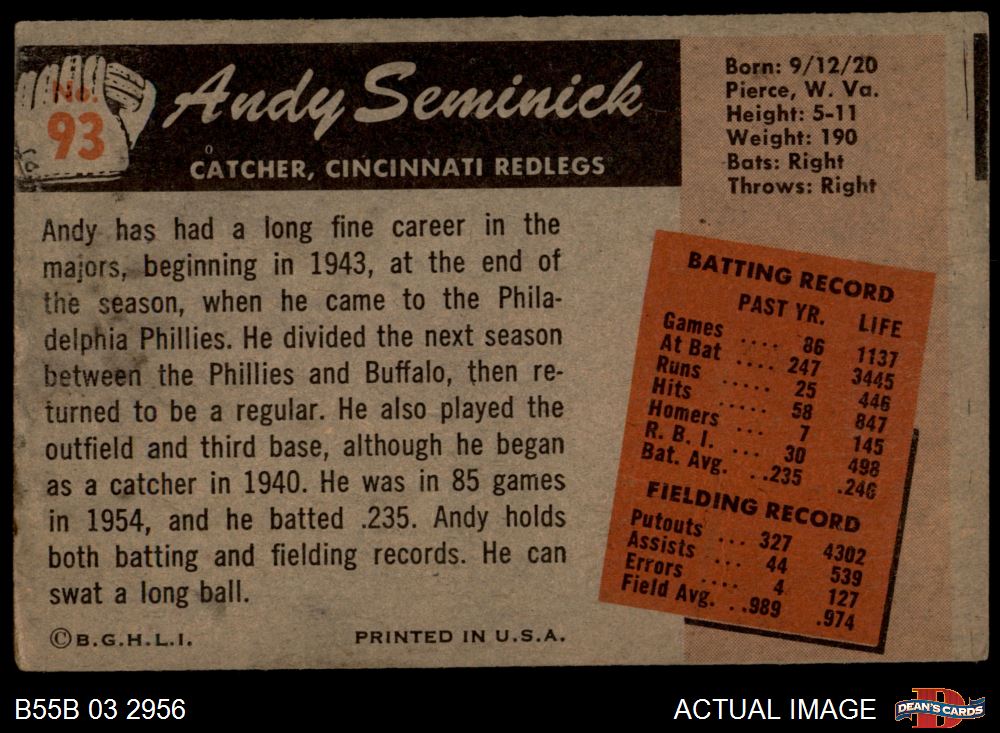 No.
93
Andy Seminick
CATCHER, CINCINNATI REDLEGS
Born: 9/12/20
Pierce, W. Va.
Height: 5-11
Weight: 190
Bats: Right
Throws: Right
Andy has had a long fine career in the
majors, beginning in 1943, at the end of
the season, when he came to the Phila-
delphia Phillies. He divided the next season
between the Phillies and Buffalo, then re-
turned to be a regular. He also played the
outfield and third base, although he began
as a catcher in 1940. He was in 85 games
in 1954, and he batted .235. Andy holds
both batting and fielding records. He can
swat a long ball.
©B.G.H.L.I.
PRINTED IN U.S.A.
BATTING RECORD
PAST YR. LIFE
Games .... 86 1137
At Bat .... 247 3445
Runs ..... 25 446
Hits ..... 58 847
Homers ... 7 145
R. B. I. ... 30 498
Bat. Avg. ..235 .246
FIELDING RECORD
Putouts ... 327 4302
Assists ... 44 539
Errors .... 4 127
Field Avg. ..989 .974
B55B 03 2956
ACTUAL IMAGE
DEAN'S CARDS